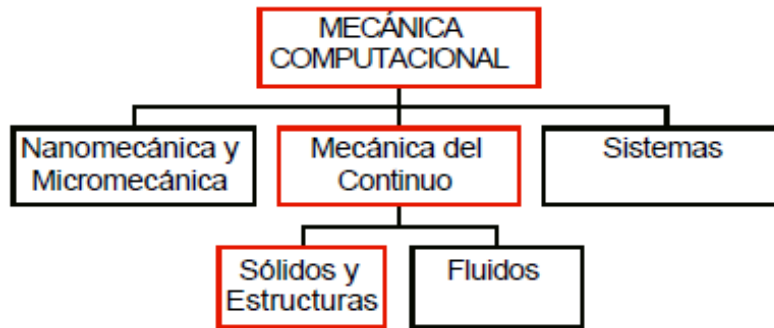 MECÁNICA
COMPUTACIONAL
Nanomecánica y
Micromecánica
Mecánica del
Continuo
Sistemas
Sólidos y
Estructuras
Fluidos